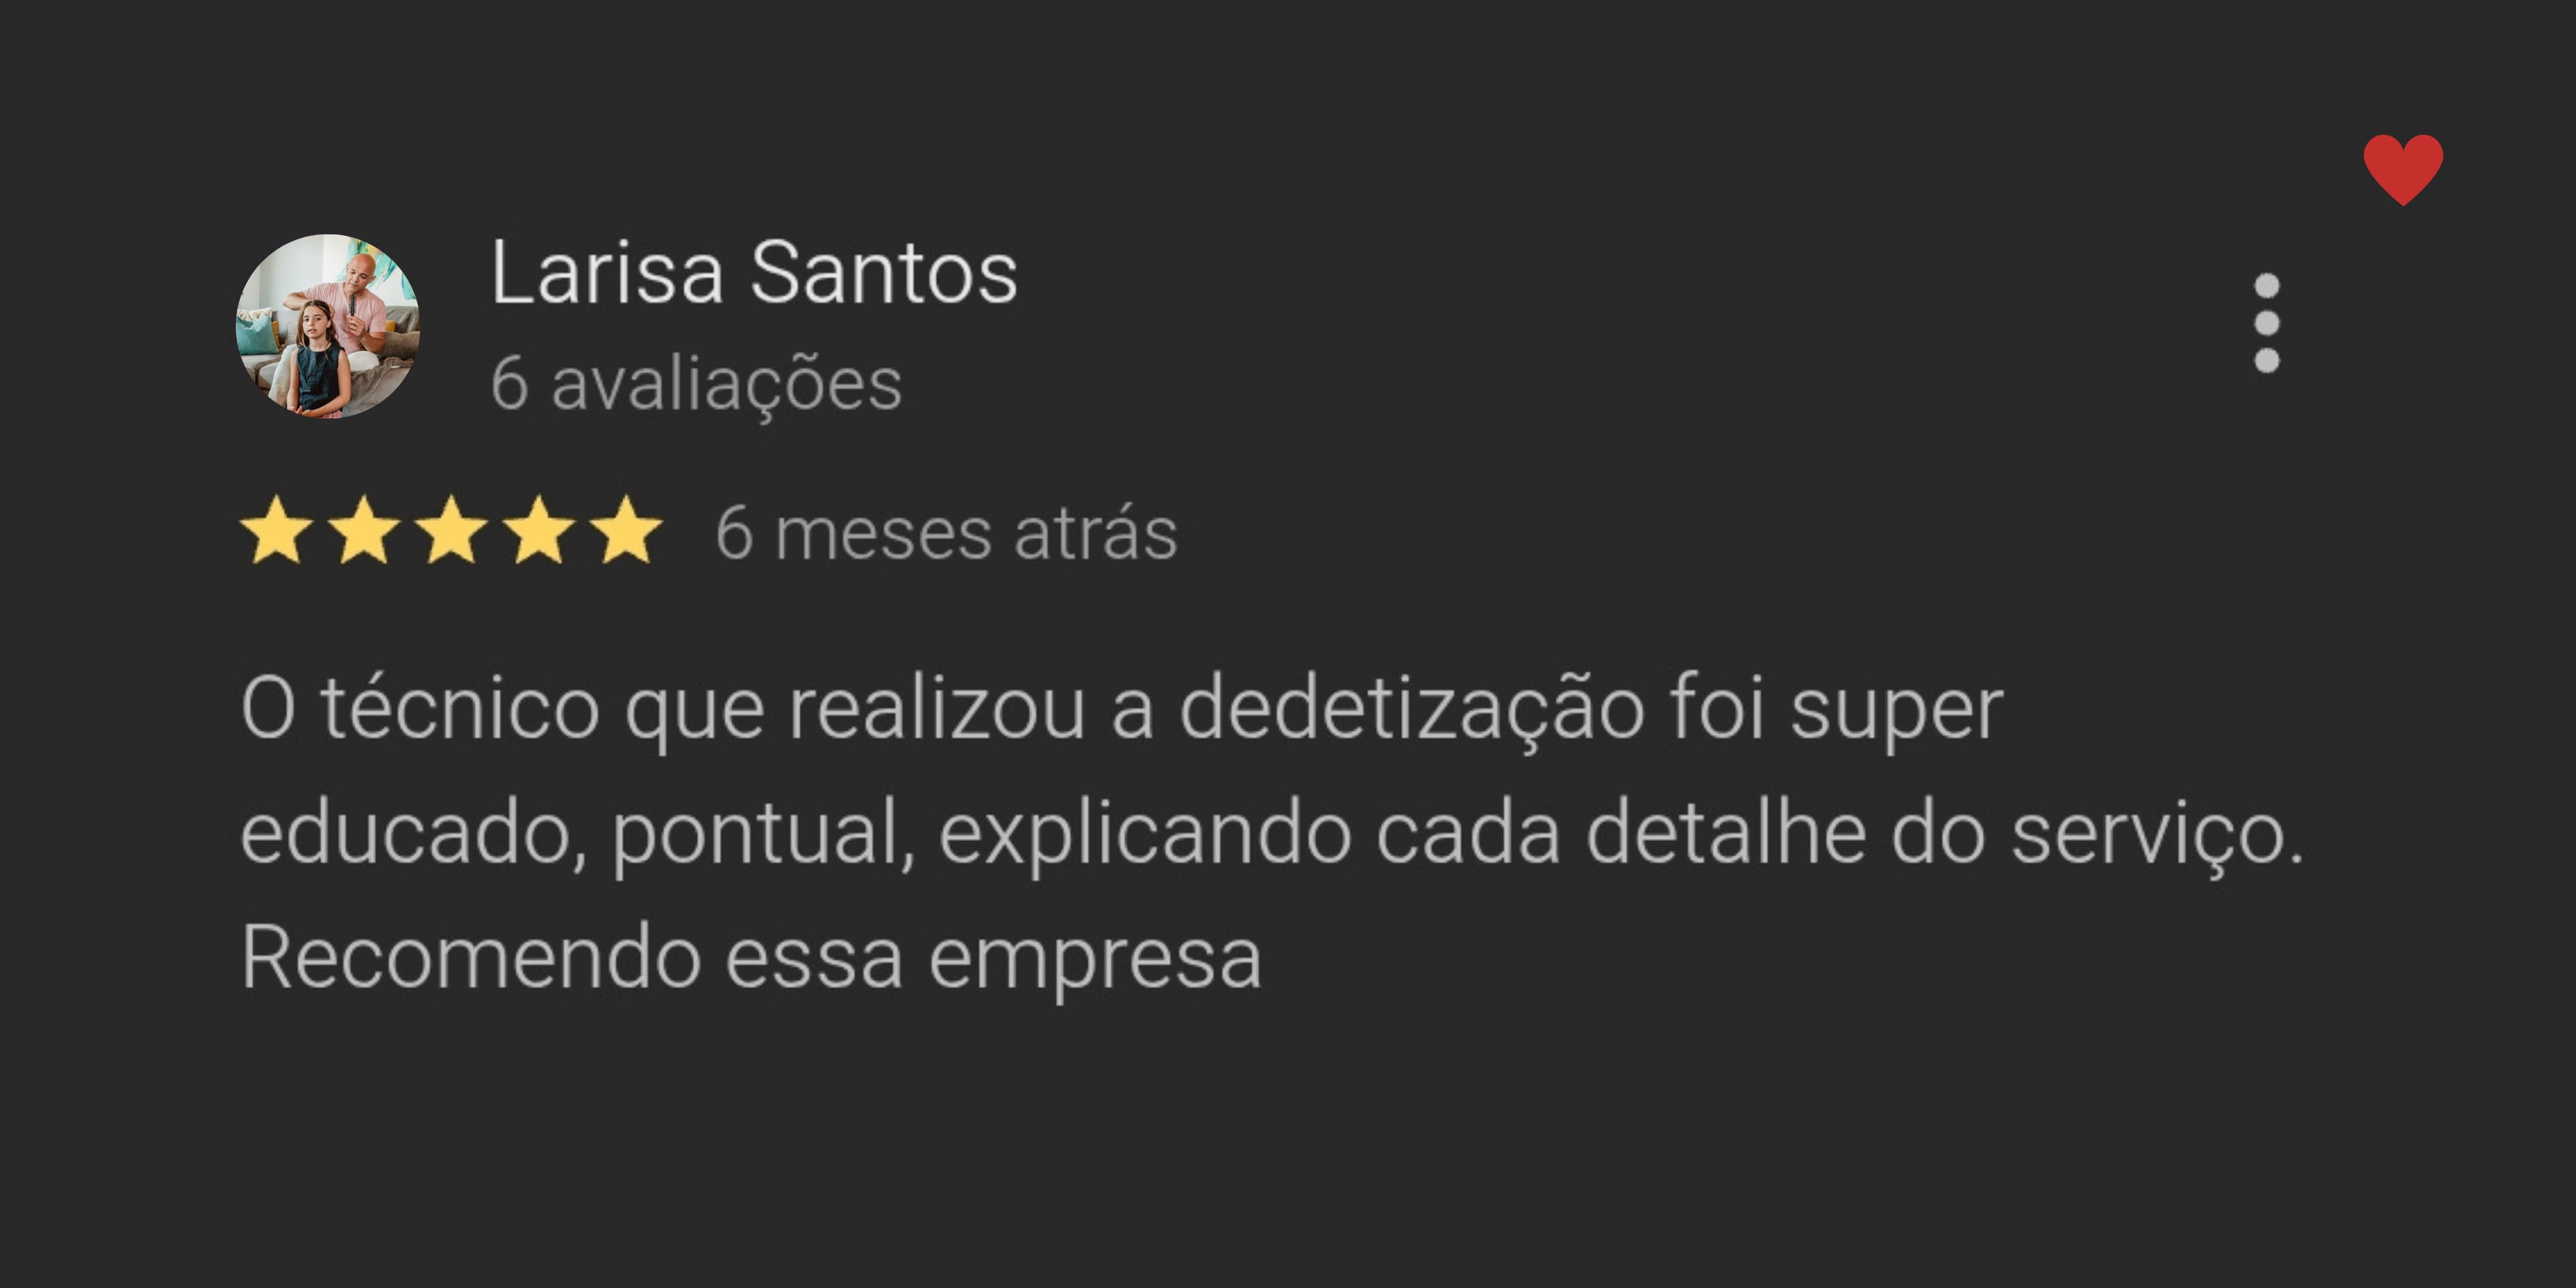 Larisa Santos
6 avaliações
6 meses atrás
O técnico que realizou a dedetização foi super
educado, pontual, explicando cada detalhe do serviço.
Recomendo essa empresa